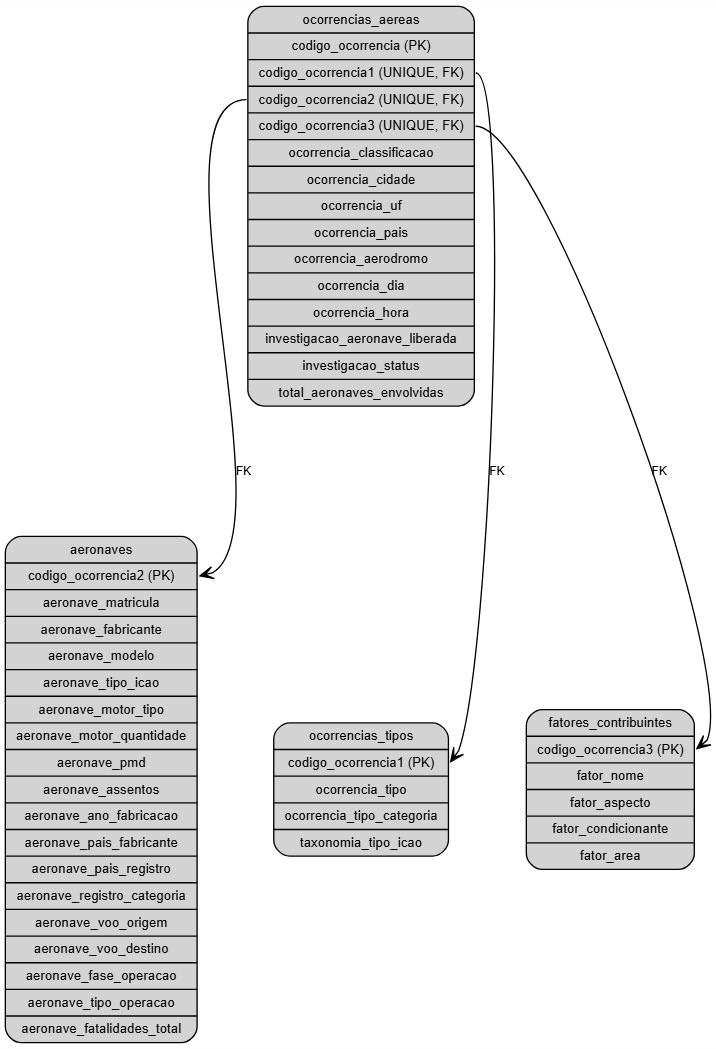 ocorrencias_aereas
codigo_ocorrencia (PK)
codigo_ocorrencia1 (UNIQUE, FK)
codigo_ocorrencia2 (UNIQUE, FK)
codigo_ocorrencia3 (UNIQUE, FK)
ocorrencia_classificacao
ocorrencia_cidade
ocorrencia_uf
ocorrencia_pais
ocorrencia_aerodromo
ocorrencia_dia
ocorrencia_hora
investigacao_aeronave_liberada
investigacao_status
total_aeronaves_envolvidas
FK
FK
FK
aeronaves
codigo_ocorrencia2 (PK)
aeronave_matricula
aeronave_fabricante
aeronave_modelo
aeronave_tipo_icao
aeronave_motor_tipo
aeronave_motor_quantidade
aeronave_pmd
aeronave_assentos
aeronave_ano_fabricacao
aeronave_pais_fabricante
aeronave_pais_registro
aeronave_registro_categoria
aeronave_voo_origem
aeronave_voo_destino
aeronave_fase_operacao
aeronave_tipo_operacao
aeronave_fatalidades_total
ocorrencias_tipos
codigo_ocorrencia1 (PK)
ocorrencia_tipo
ocorrencia_tipo_categoria
taxonomia_tipo_icao
fatores_contribuintes
codigo_ocorrencia3 (PK)
fator_nome
fator_aspecto
fator_condicionante
fator_area